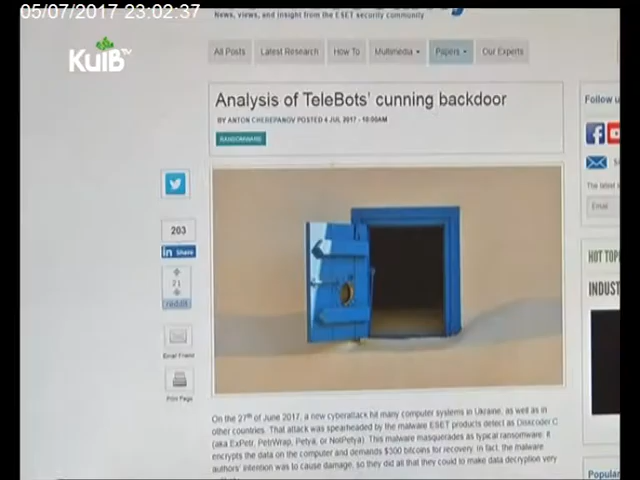 05/07/2017 23:02:37
News, views, and insight from the ESET security community
КиїВ TV
All Posts Latest Research How To Multimedia Papers Our Experts
Analysis of TeleBots' cunning backdoor
BY ANTON CHEREPANOV POSTED 4 JUL 2017 - 10:00AM
RANSOMWARE
Follow u
203
in Share
21
reddit
Email Friend
Print Page
The latest
Email
HOT TOP
INDUST
On the 27th of June 2017, a new cyberattack hit many computer systems in Ukraine, as well as in
other countries. That attack was spearheaded by the malware ESET products detect as Diskcoder.C
(aka ExPetr, PetrWrap, Petya, or NotPetya). This malware masquerades as typical ransomware: it
encrypts the data on the computer and demands $300 bitcoins for recovery. In fact, the malware
authors' intention was to cause damage, so they did all that they could to make data decryption very
Popular